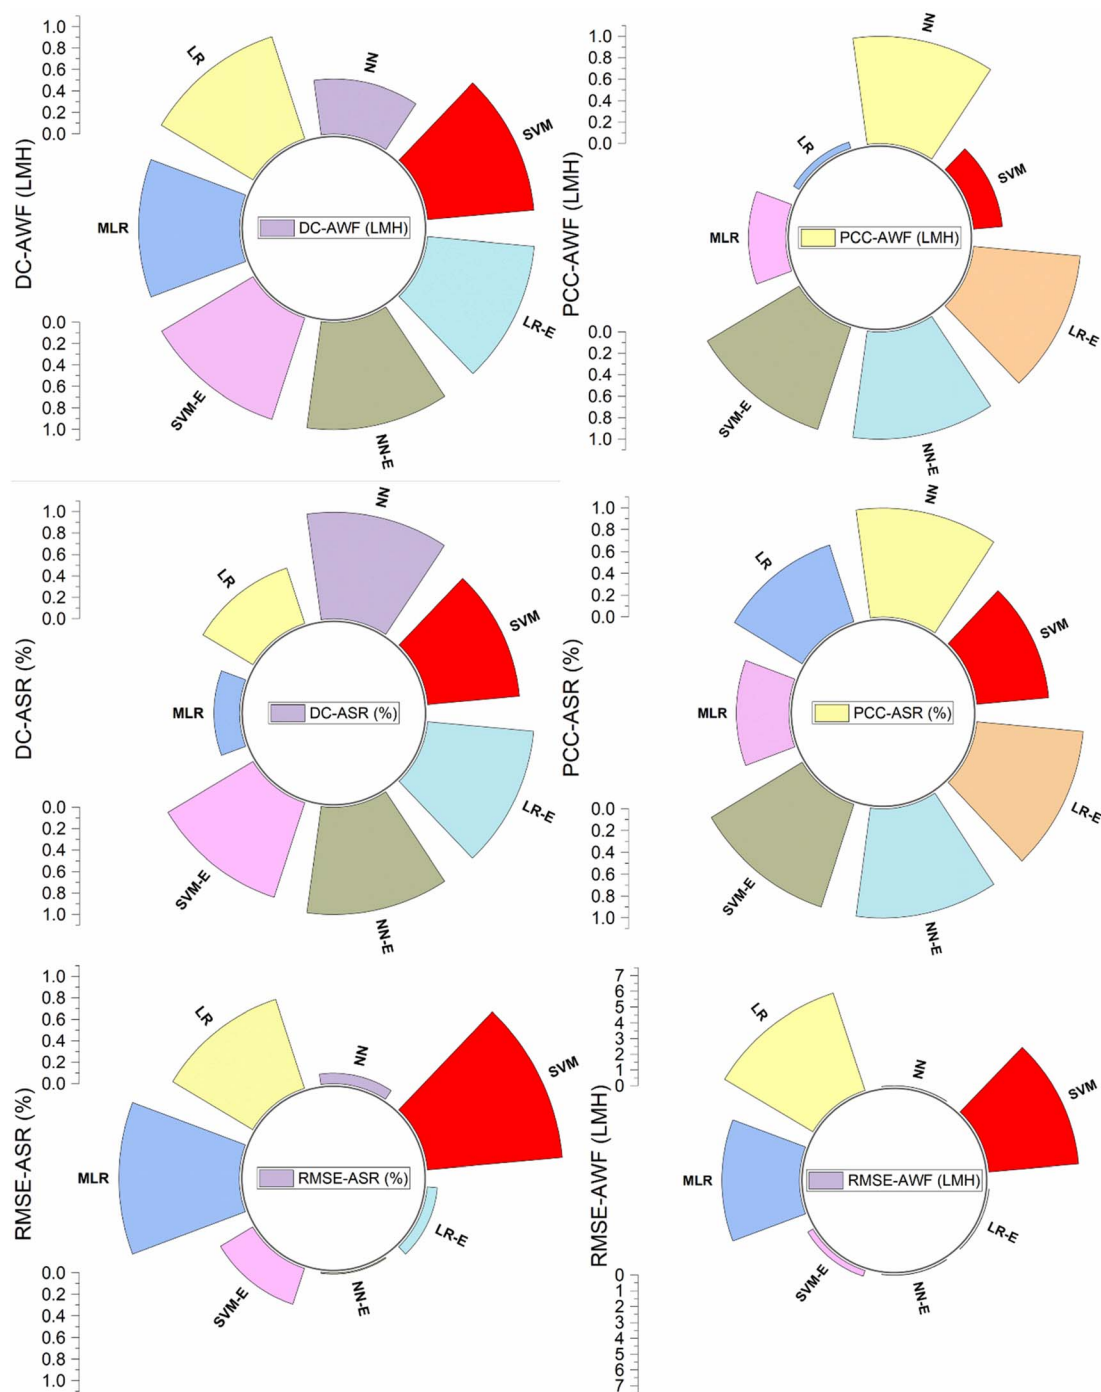 1.0
0.8
0.6
0.4
0.2
0.0
DC-AWF (LMH)
0.0
0.2
0.4
0.6
0.8
1.0
LR
NN
SVM
MLR
DC-AWF (LMH)
LR-E
SVM-E
NN-E
1.0
0.8
0.6
0.4
0.2
0.0
PCC-AWF (LMH)
0.0
0.2
0.4
0.6
0.8
1.0
NN
LR
SVM
MLR
PCC-AWF (LMH)
LR-E
SVM-E
NN-E
1.0
0.8
0.6
0.4
0.2
0.0
DC-ASR (%)
0.0
0.2
0.4
0.6
0.8
1.0
NN
LR
SVM
MLR
DC-ASR (%)
LR-E
SVM-E
NN-E
1.0
0.8
0.6
0.4
0.2
0.0
PCC-ASR (%)
0.0
0.2
0.4
0.6
0.8
1.0
NN
LR
SVM
MLR
PCC-ASR (%)
LR-E
SVM-E
NN-E
1.0
0.8
0.6
0.4
0.2
0.0
RMSE-ASR (%)
0.0
0.2
0.4
0.6
0.8
1.0
LR
NN
SVM
MLR
RMSE-ASR (%)
LR-E
SVM-E
NN-E
7
6
5
4
3
2
1
0
RMSE-AWF (LMH)
0
1
2
3
4
5
6
7
LR
NN
SVM
MLR
RMSE-AWF (LMH)
LR-E
SVM-E
NN-E